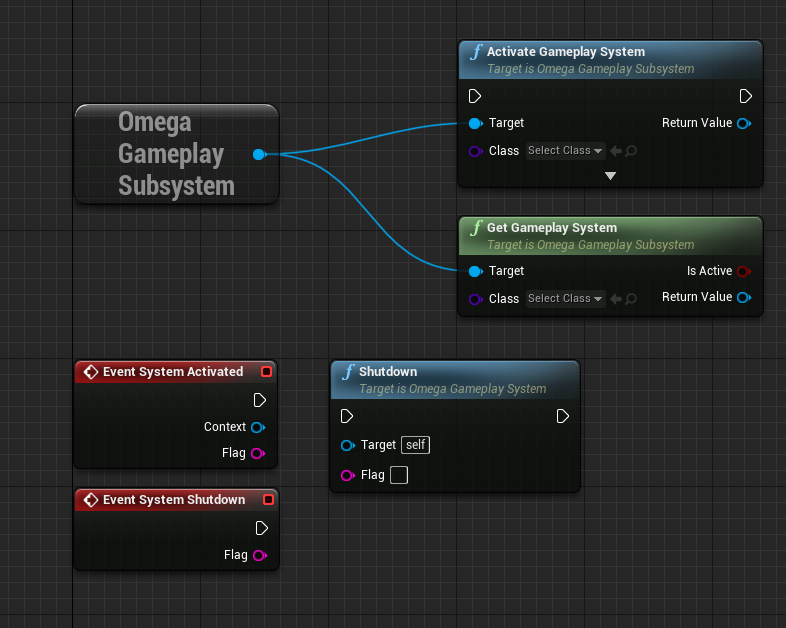 Omega
Gameplay
Subsystem
f Activate Gameplay System
Target is Omega Gameplay Subsystem
Target
Return Value
Class Select Class
f Get Gameplay System
Target is Omega Gameplay Subsystem
Target
Is Active
Class Select Class
Return Value
Event System Activated
Context
Flag
f Shutdown
Target is Omega Gameplay System
Target self
Flag
Event System Shutdown
Flag